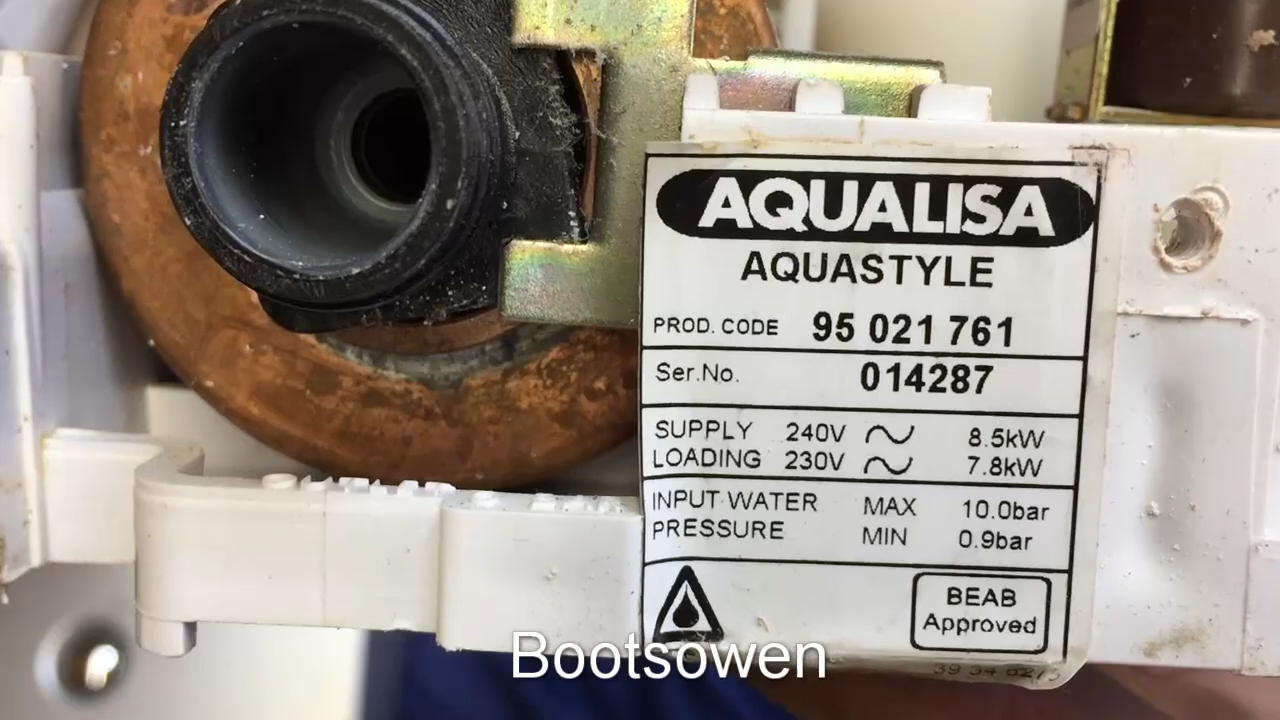 AQUALISA
AQUASTYLE
PROD. CODE 95 021 761
Ser.No. 014287
SUPPLY 240V 8.5kW
LOADING 230V 7.8kW
INPUT WATER MAX 10.0bar
PRESSURE MIN 0.9bar
BEAB
Approved
Bootsowen